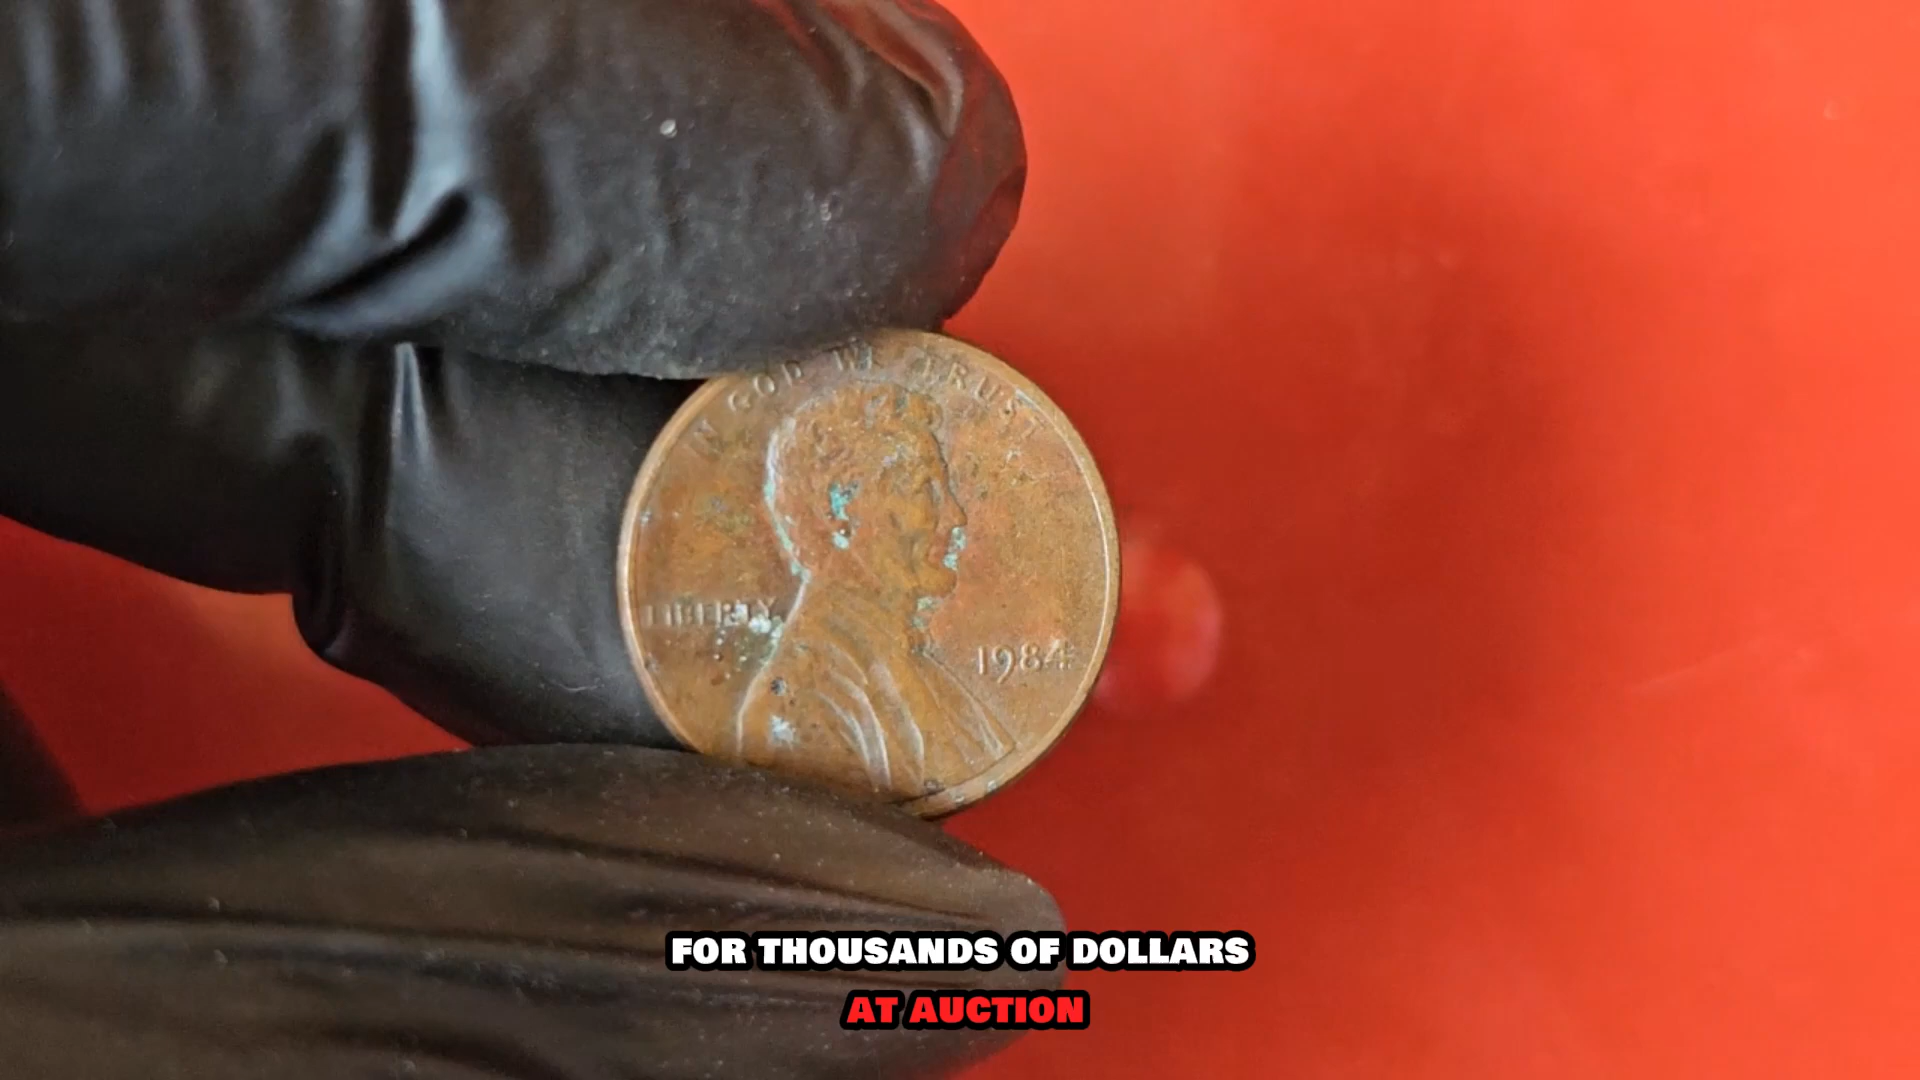 IN GOD WE TRUST
LIBERTY
1984
FOR THOUSANDS OF DOLLARS
AT AUCTION